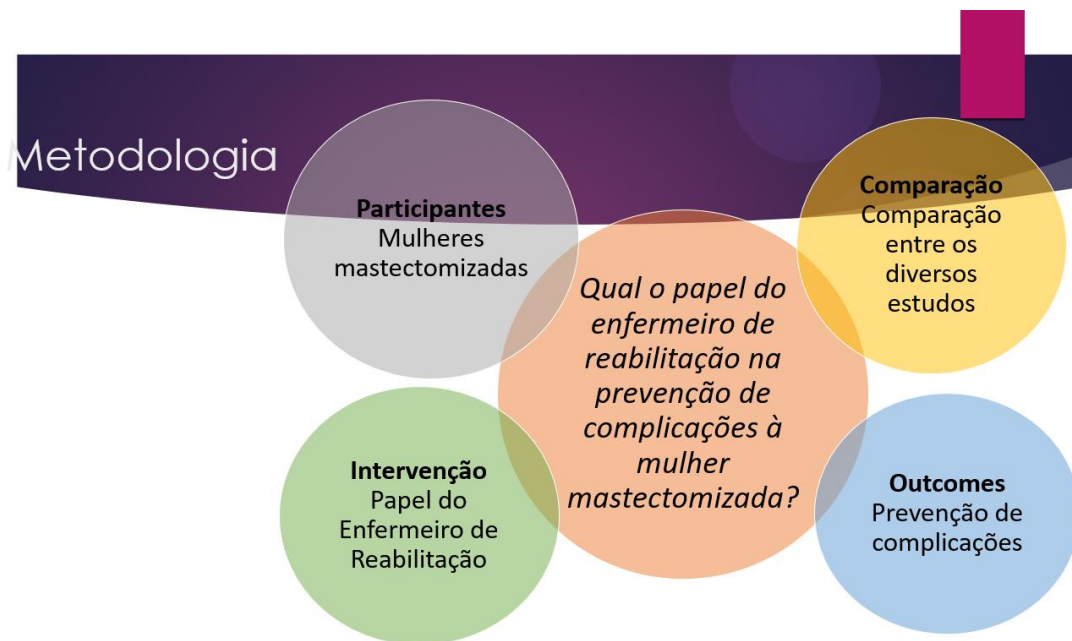 Metodologia
Participantes
Mulheres
mastectomizadas
Comparação
Comparação
entre os
diversos
estudos
Qual o papel do
enfermeiro de
reabilitação na
prevenção de
complicações à
mulher
mastectomizada?
Intervenção
Papel do
Enfermeiro de
Reabilitação
Outcomes
Prevenção de
complicações